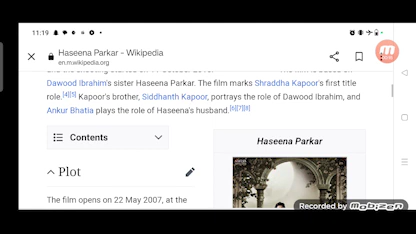 11:19
Haseena Parkar - Wikipedia
en.m.wikipedia.org
Dawood Ibrahim's sister Haseena Parkar. The film marks Shraddha Kapoor's first title
role.[4][5] Kapoor's brother, Siddhanth Kapoor, portrays the role of Dawood Ibrahim, and
Ankur Bhatia plays the role of Haseena's husband.[6][7][8]
Contents
Haseena Parkar
Plot
The film opens on 22 May 2007, at the
Recorded by Mobizen